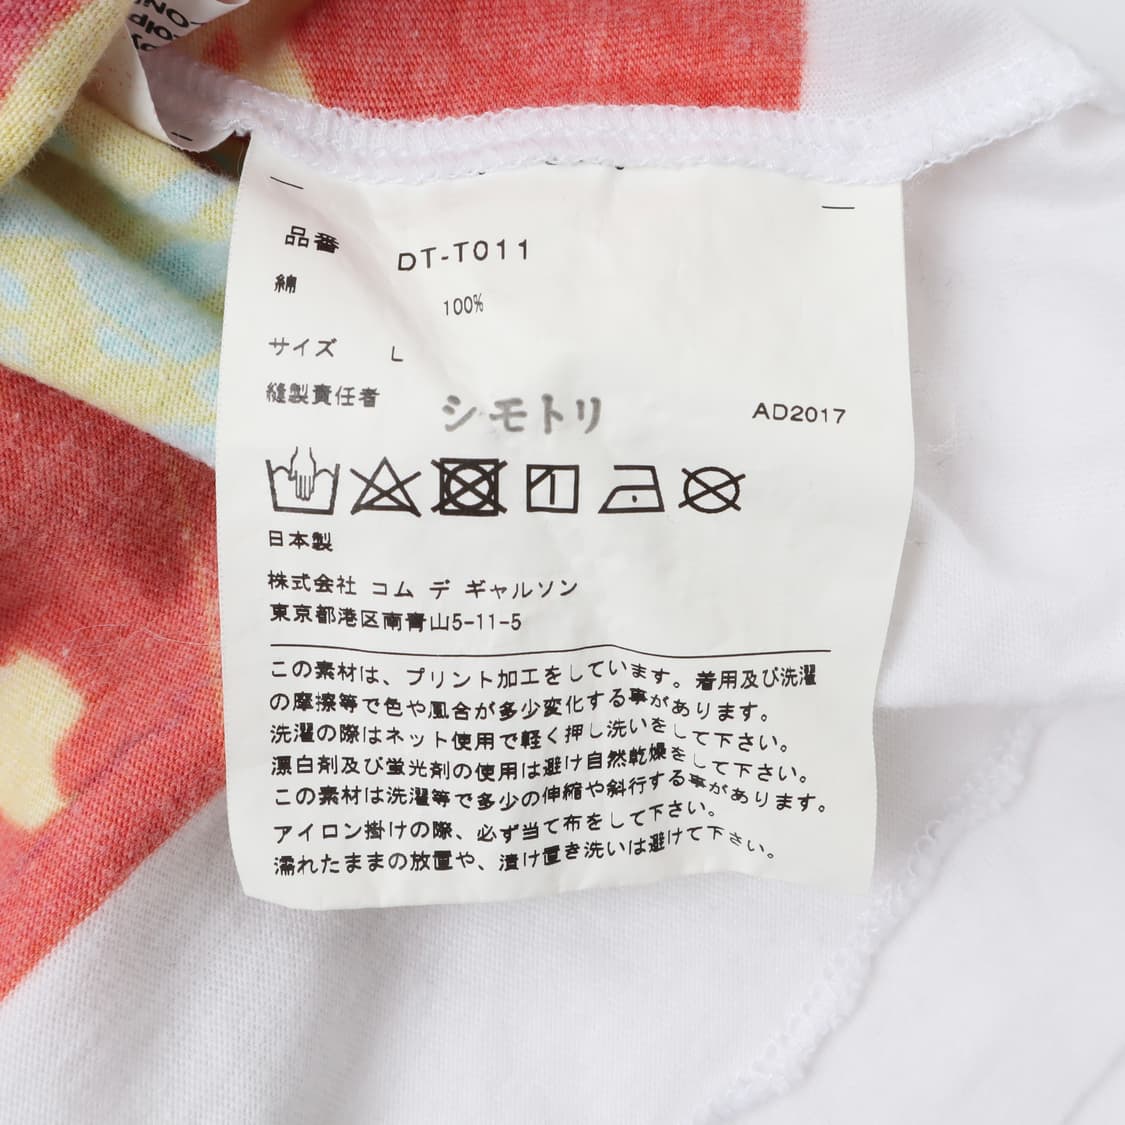 品番 DT-T011
綿 100%
サイズ L
縫製責任者 シモトリ AD2017
日本製
株式会社 コム デ ギャルソン
東京都港区南青山5-11-5
この素材は、プリント加工をしています。着用及び洗濯
の摩擦等で色や風合が多少変化する事があります。
洗濯の際はネット使用で軽く押し洗いをして下さい。
漂白剤及び蛍光剤の使用は避け自然乾燥をして下さい。
この素材は洗濯等で多少の伸縮や斜行する事があります。
アイロン掛けの際、必ず当て布をして下さい。
濡れたままの放置や、漬け置き洗いは避けて下さい。